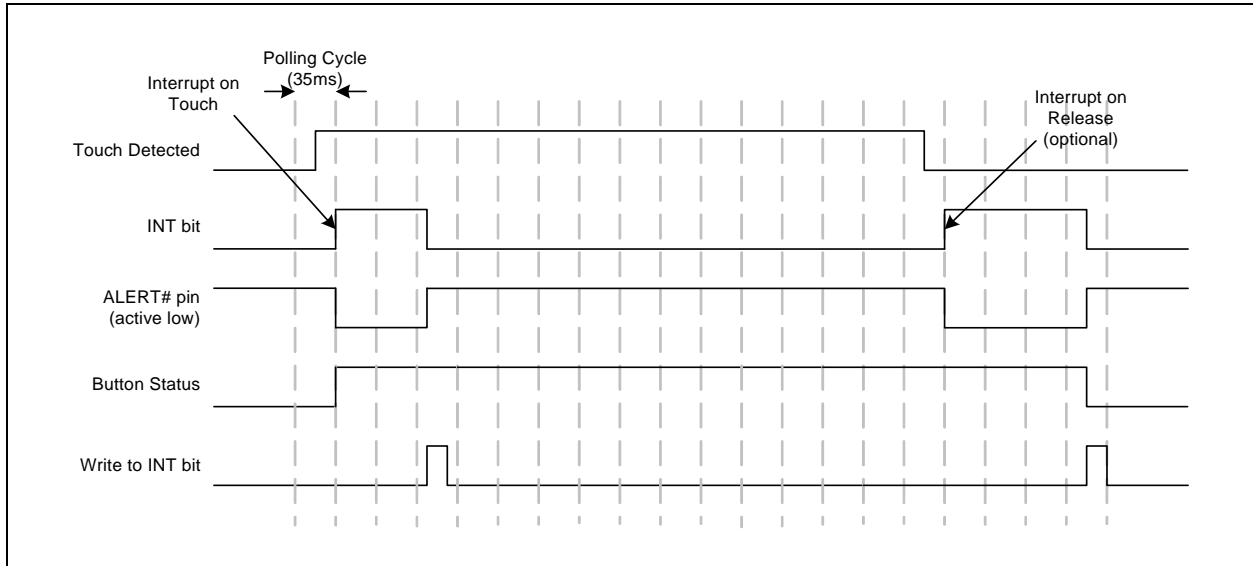 Polling Cycle
(35ms)
Interrupt on
Touch
Interrupt on
Release
(optional)
Touch Detected
INT bit
ALERT# pin
(active low)
Button Status
Write to INT bit